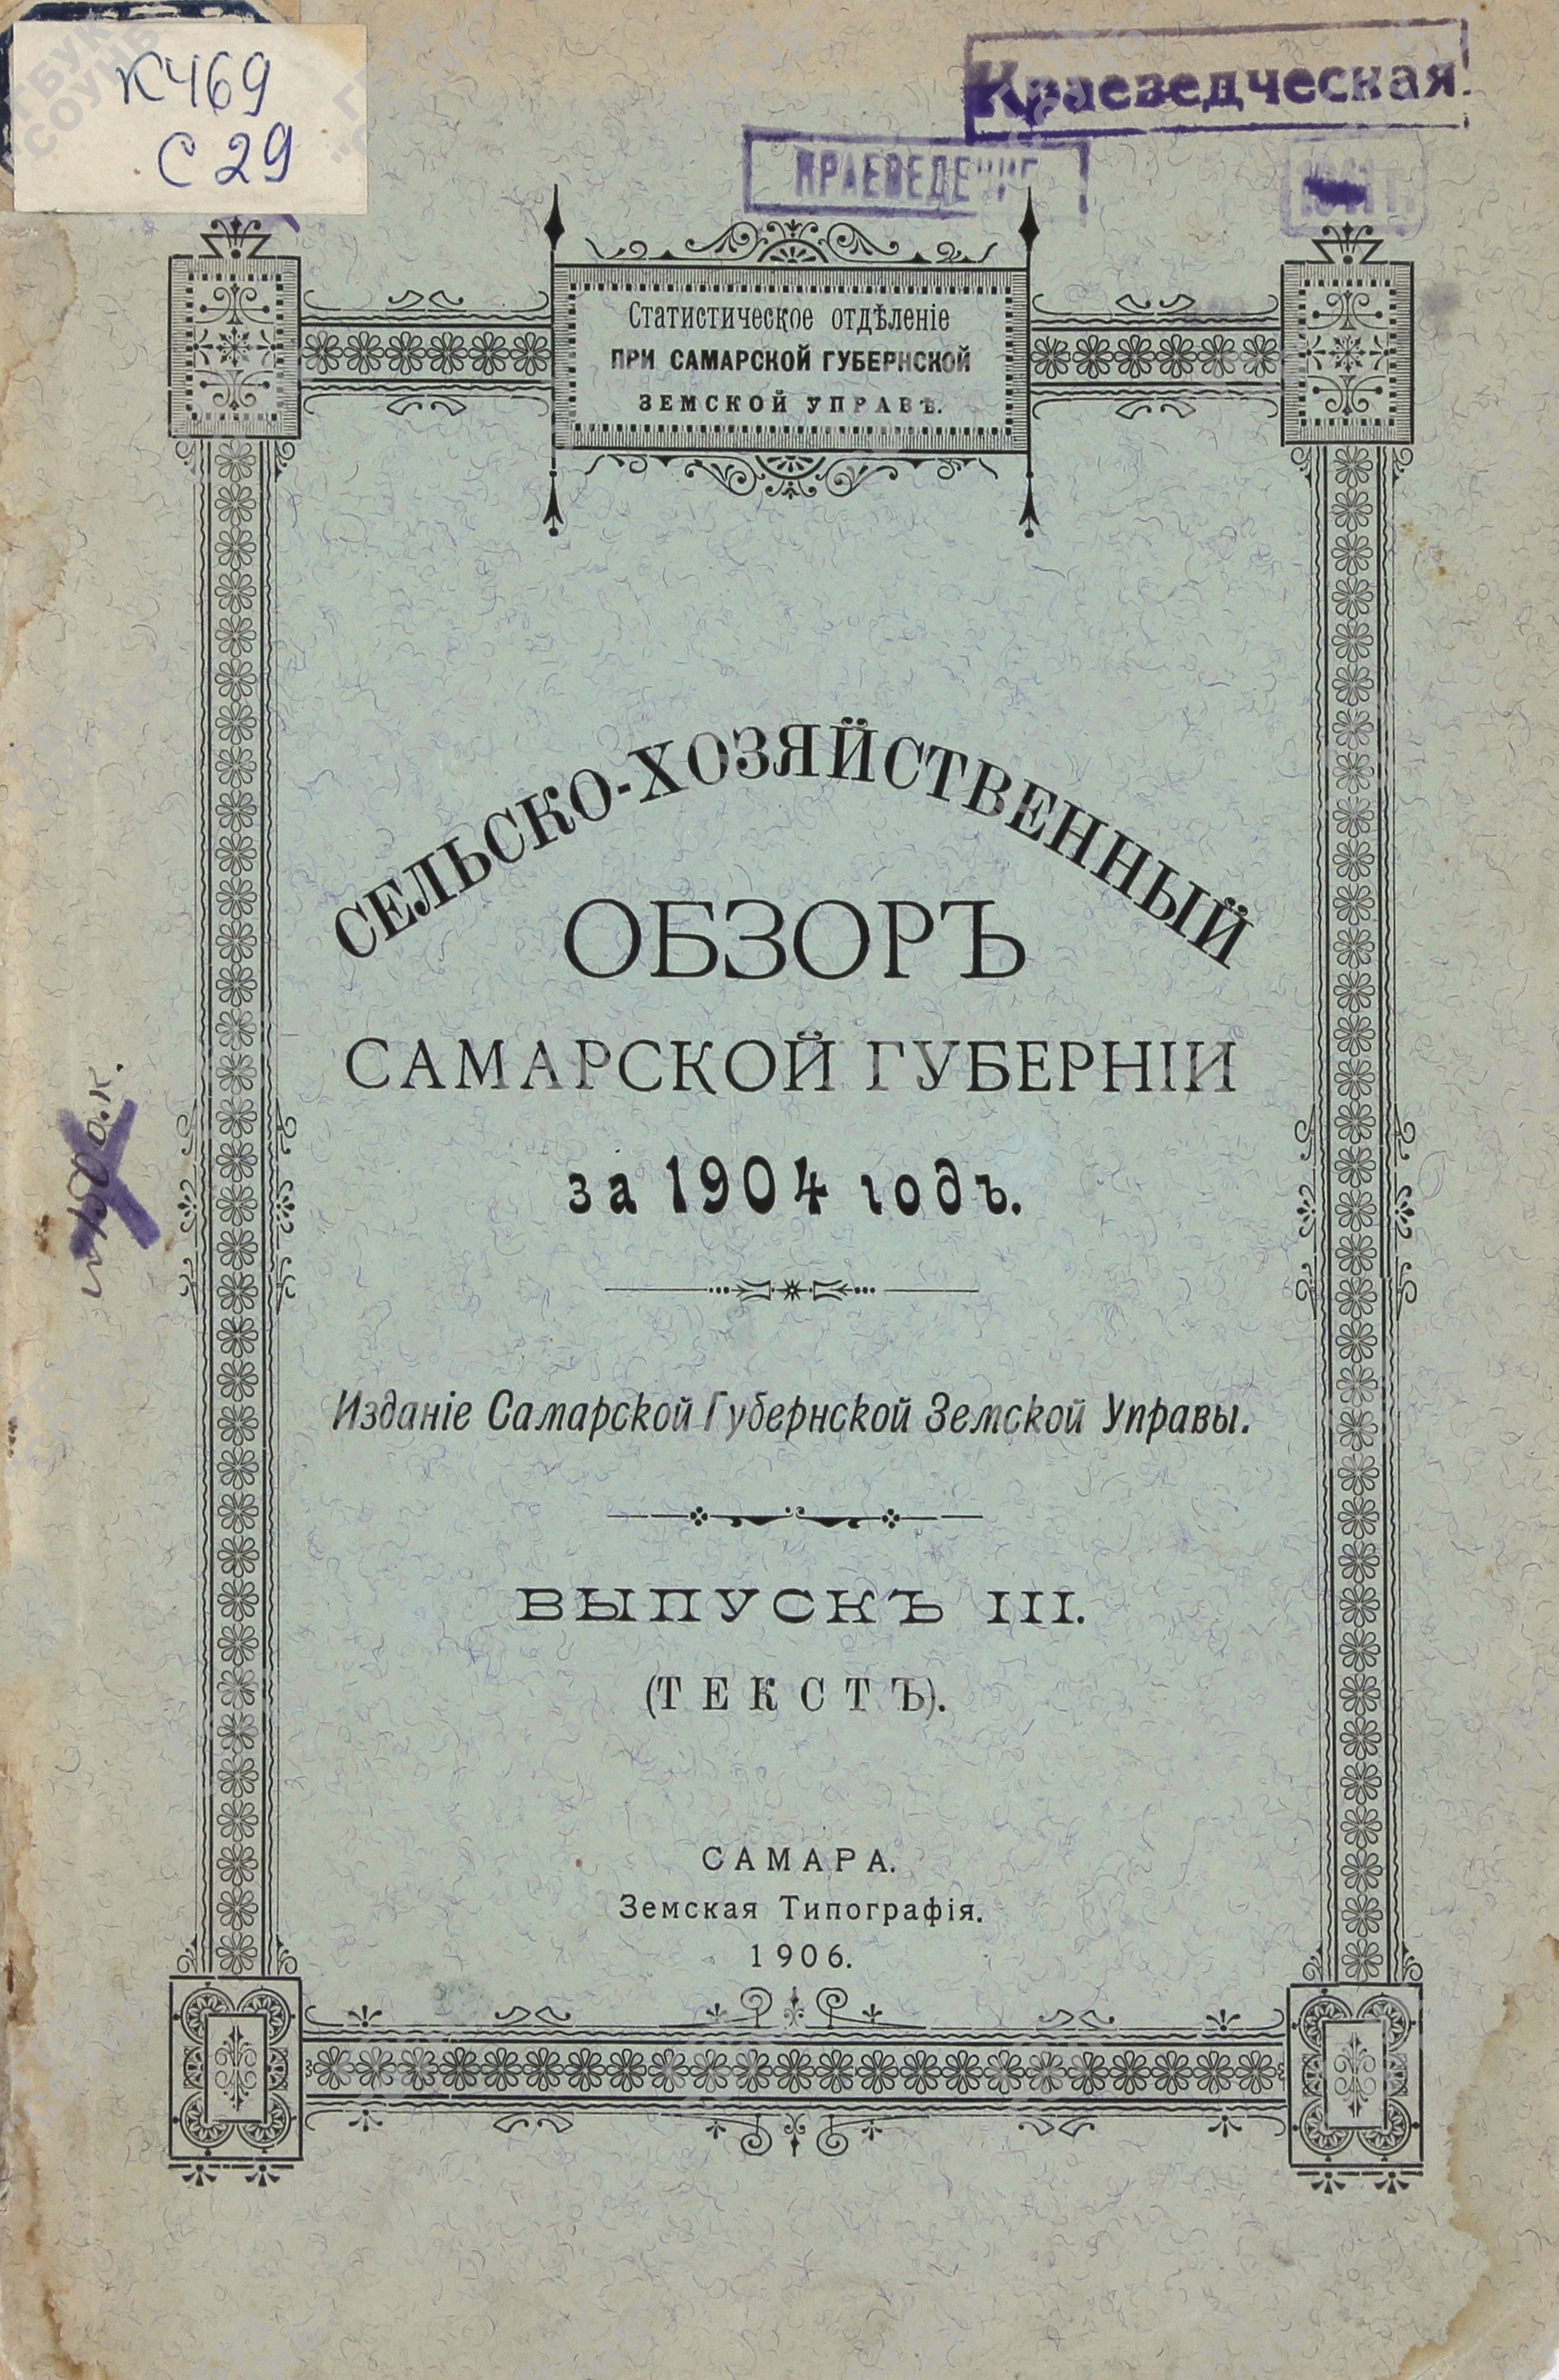 К469
С29
Краеведческая
КРАЕВЕДЕНИЕ
Статистическое отдѣленіе
ПРИ САМАРСКОЙ ГУБЕРНСКОЙ
ЗЕМСКОЙ УПРАВѢ.
СЕЛЬСКО-ХОЗЯЙСТВЕННЫЙ
ОБЗОРЪ
САМАРСКОЙ ГУБЕРНІИ
за 1904 годъ.
Изданіе Самарской Губернской Земской Управы.
ВЫПУСКЪ III.
(ТЕКСТЪ).
САМАРА.
Земская Типографія.
1906.